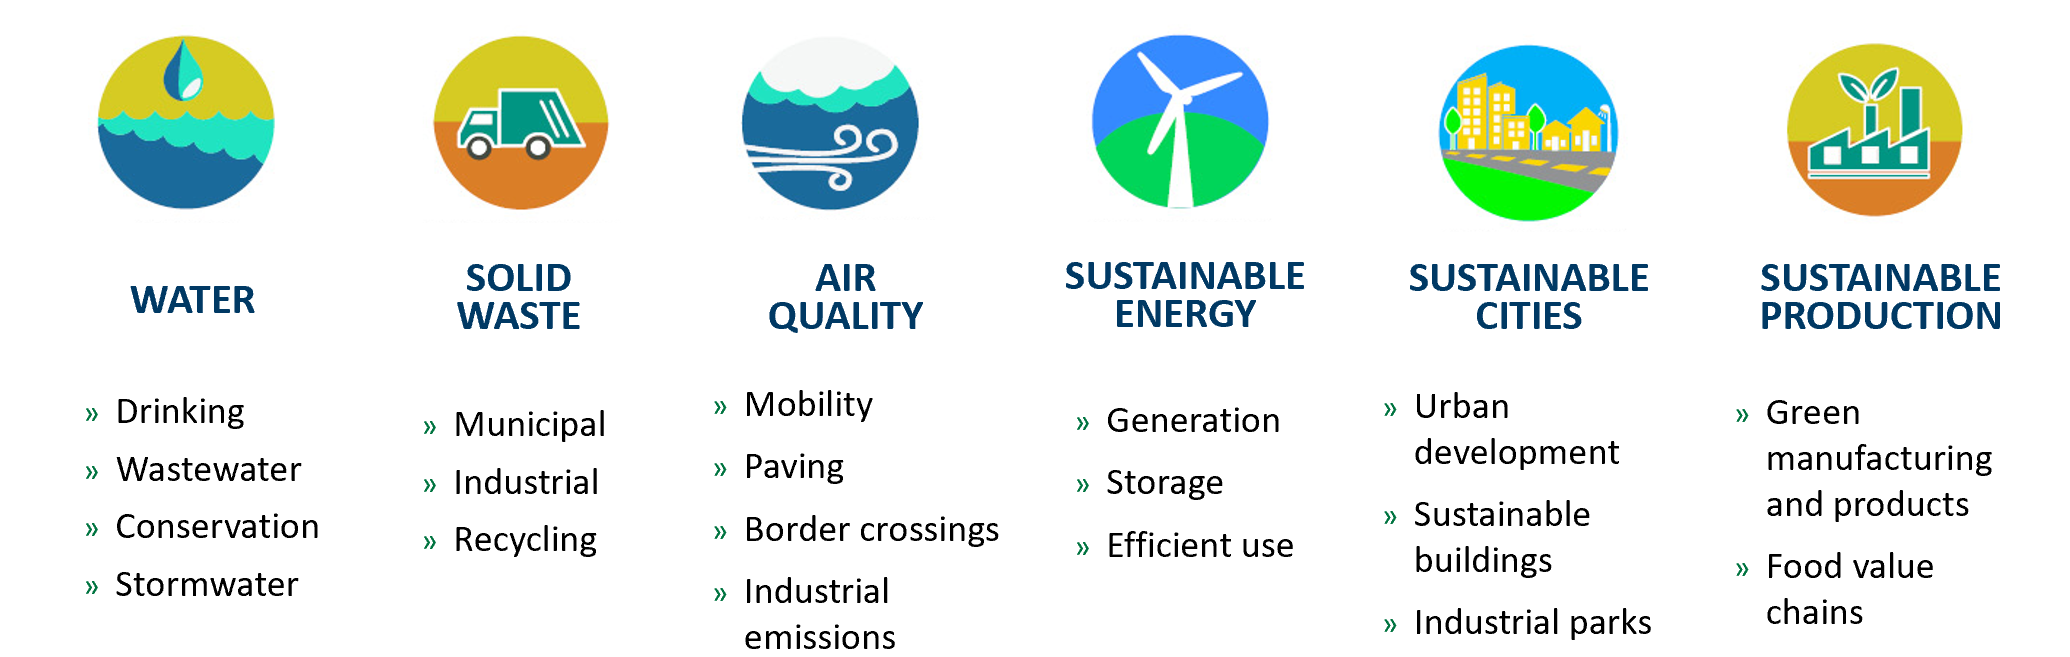 WATER
» Drinking
» Wastewater
» Conservation
» Stormwater
SOLID
WASTE
» Municipal
» Industrial
» Recycling
AIR
QUALITY
» Mobility
» Paving
» Border crossings
» Industrial
emissions
SUSTAINABLE
ENERGY
» Generation
» Storage
» Efficient use
SUSTAINABLE
CITIES
» Urban
development
» Sustainable
buildings
» Industrial parks
SUSTAINABLE
PRODUCTION
» Green
manufacturing
and products
» Food value
chains